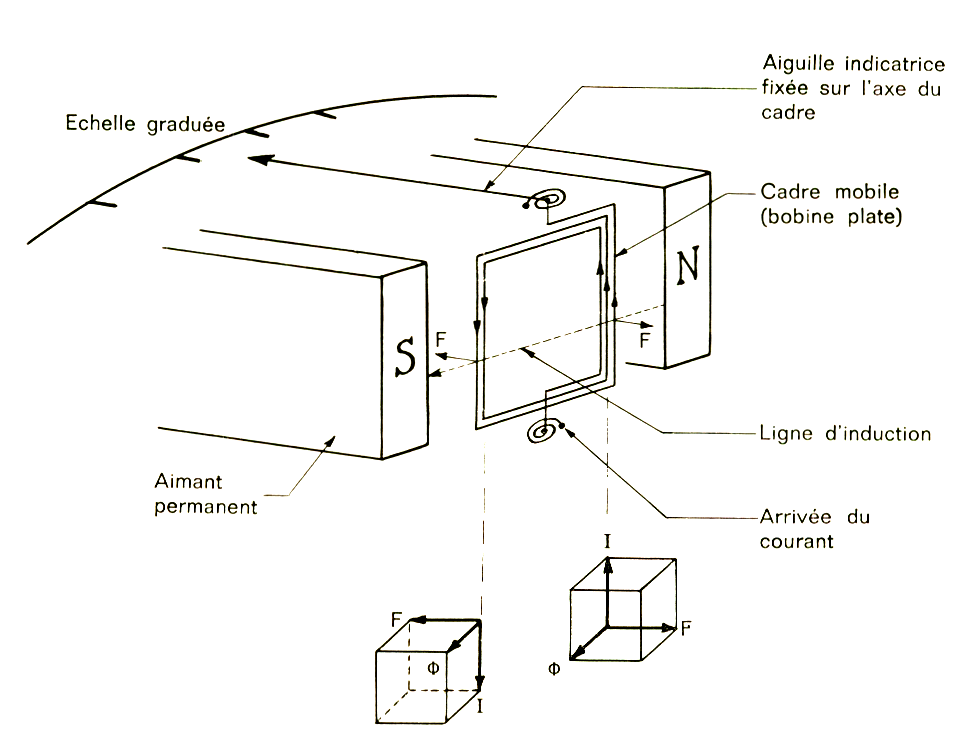 Aiguille indicatrice
fixée sur l'axe du
cadre
Echelle graduée
Cadre mobile
(bobine plate)
N
S
F
F
Ligne d'induction
Aimant
permanent
Arrivée du
courant
I
F
Φ
F
Φ
I